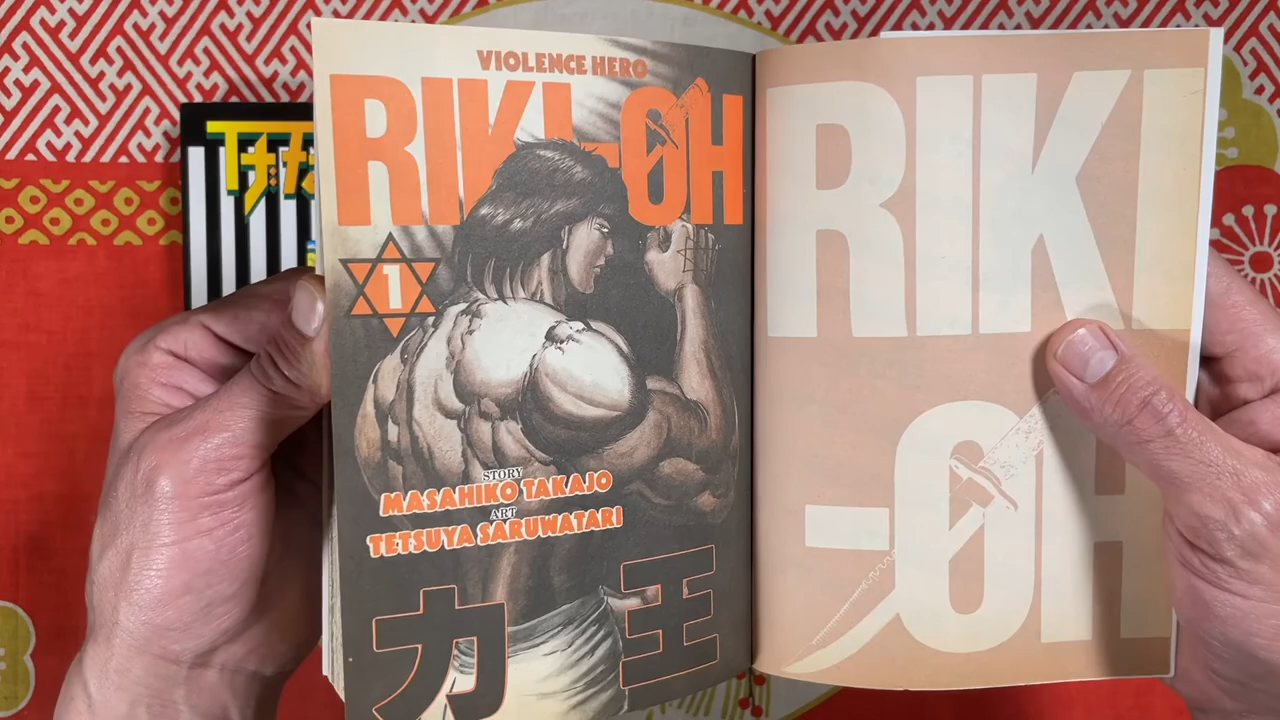 VIOLENCE HERO
RIKI-OH
1
STORY
MASAHIKO TAKAJO
ART
TETSUYA SARUWATARI
力王
RIKI
-OH